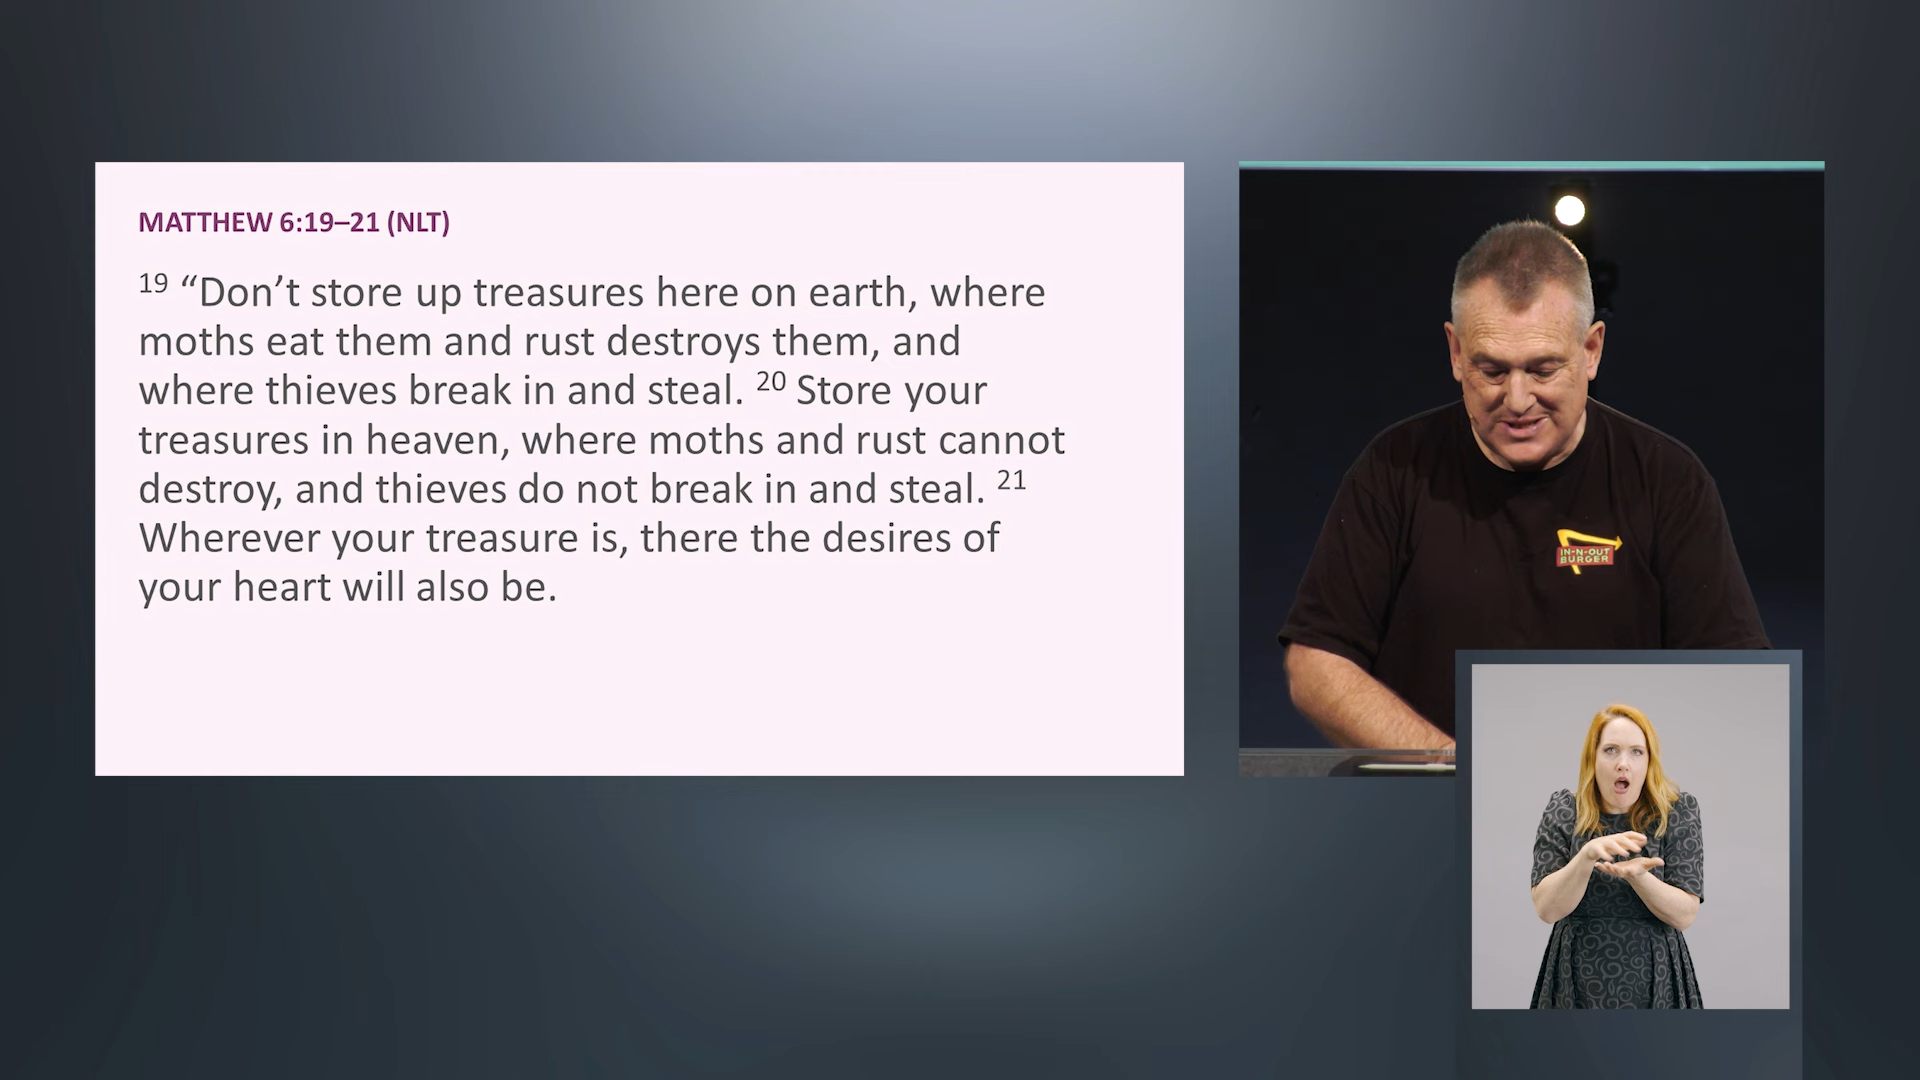 MATTHEW 6:19–21 (NLT)
19 “Don’t store up treasures here on earth, where
moths eat them and rust destroys them, and
where thieves break in and steal. 20 Store your
treasures in heaven, where moths and rust cannot
destroy, and thieves do not break in and steal. 21
Wherever your treasure is, there the desires of
your heart will also be.
IN-N-OUT
BURGER